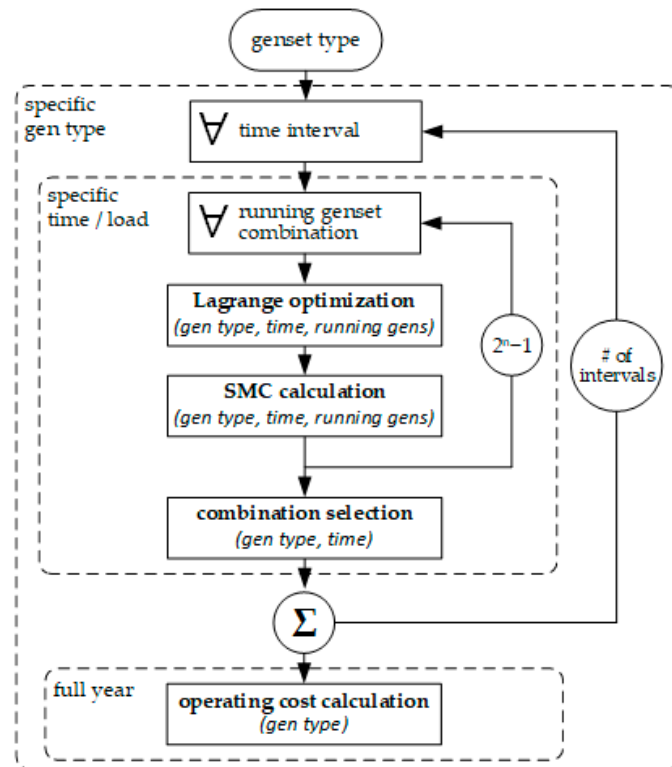 genset type
specific
gen type
∀ time interval
specific
time / load
∀ running genset
combination
Lagrange optimization
(gen type, time, running gens)
2ⁿ−1
# of
intervals
SMC calculation
(gen type, time, running gens)
combination selection
(gen type, time)
Σ
full year
operating cost calculation
(gen type)